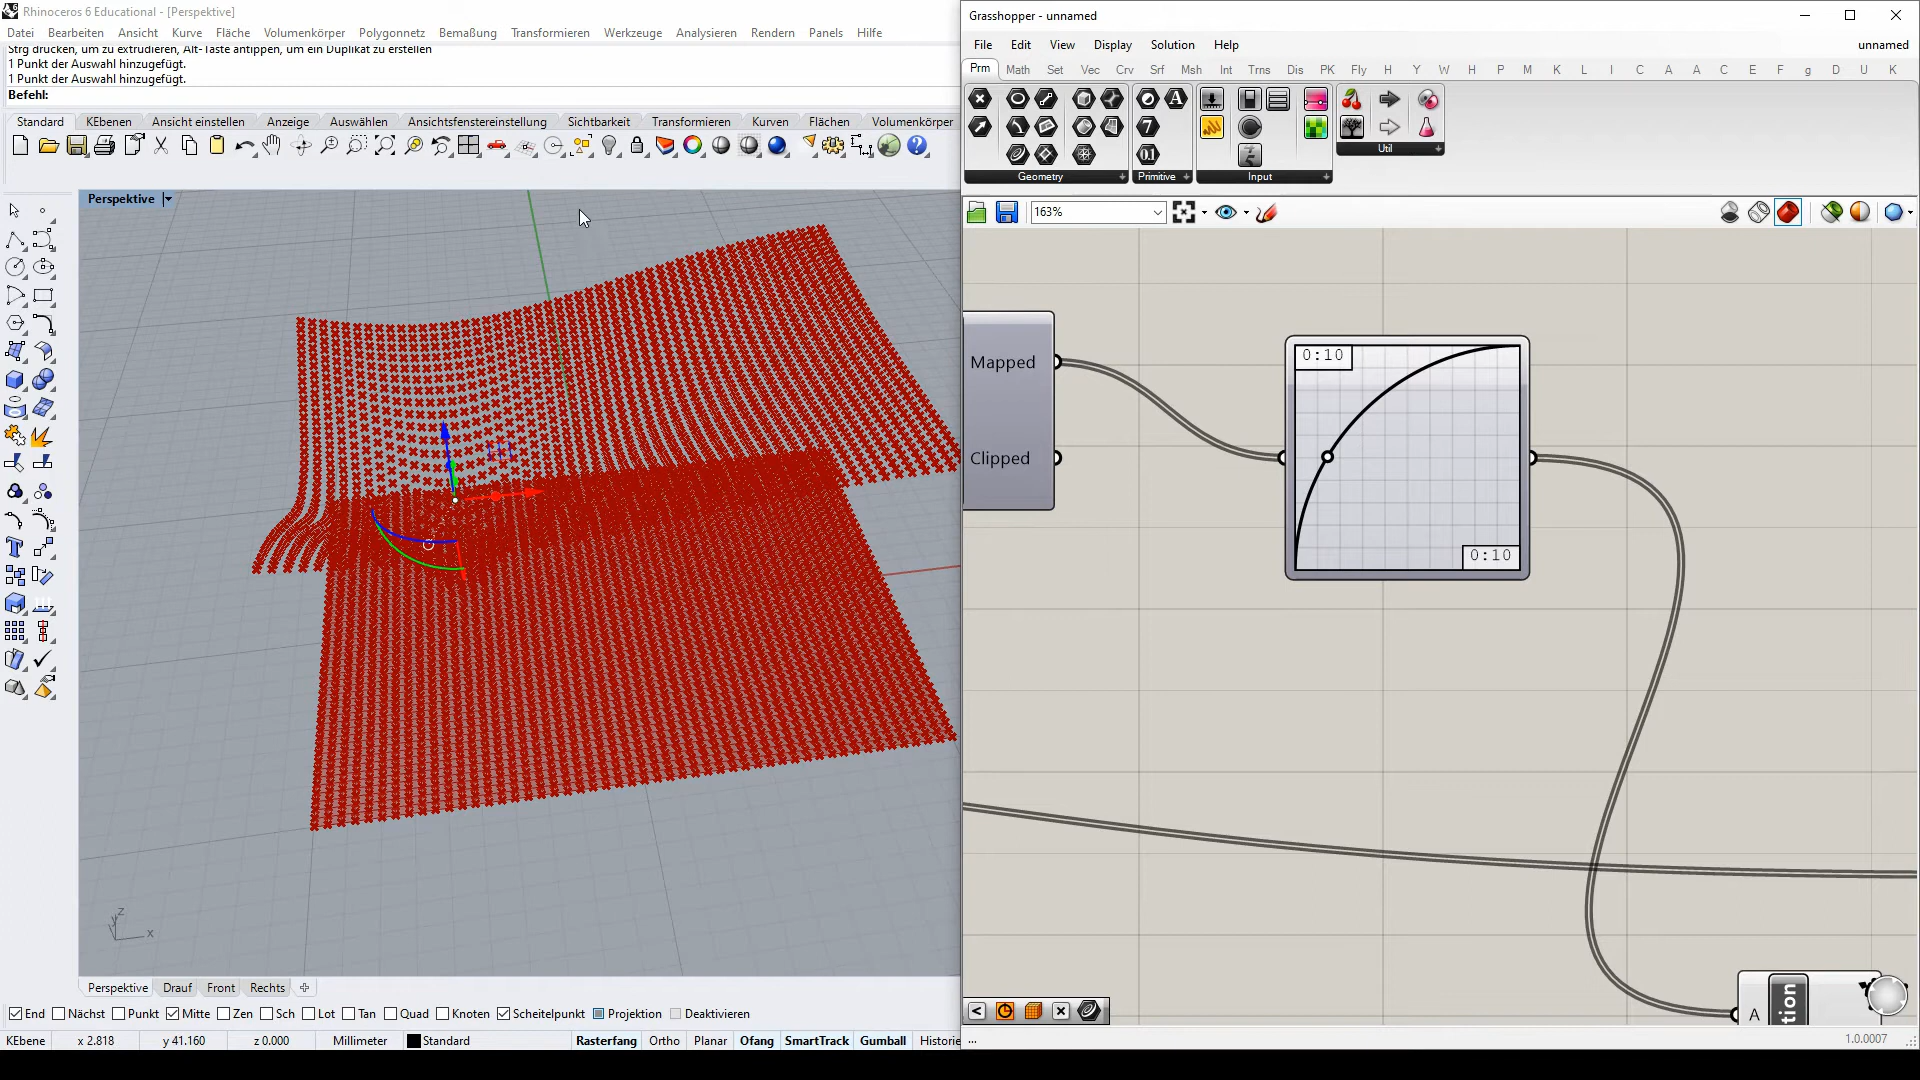 Rhinoceros 6 Educational - [Perspektive]
Datei Bearbeiten Ansicht Kurve Fläche Volumenkörper Polygonnetz Bemaßung Transformieren Werkzeuge Analysieren Rendern Panels Hilfe
Strg drücken, um zu extrudieren, Alt-Taste antippen, um ein Duplikat zu erstellen
1 Punkt der Auswahl hinzugefügt.
1 Punkt der Auswahl hinzugefügt.
Befehl:
Standard KEbenen Ansicht einstellen Anzeige Auswählen Ansichtsfenstereinstellung Sichtbarkeit Transformieren Kurven Flächen Volumenkörper
Perspektive
z
y
x
Perspektive Drauf Front Rechts
End Nächst Punkt Mitte Zen Sch Lot Tan Quad Knoten Scheitelpunkt Projektion Deaktivieren
KEbene x 2.818 y 41.160 z 0.000 Millimeter Standard Rasterfang Ortho Planar Ofang SmartTrack Gumball Historie
Grasshopper - unnamed
File Edit View Display Solution Help unnamed
Prm Math Set Vec Crv Srf Msh Int Trns Dis PK Fly H Y W H P M K L I C A A C E F g D U K
Geometry Primitive Input Util
163%
Mapped
Clipped
0:10
0:10
A
tion
...
1.0.0007